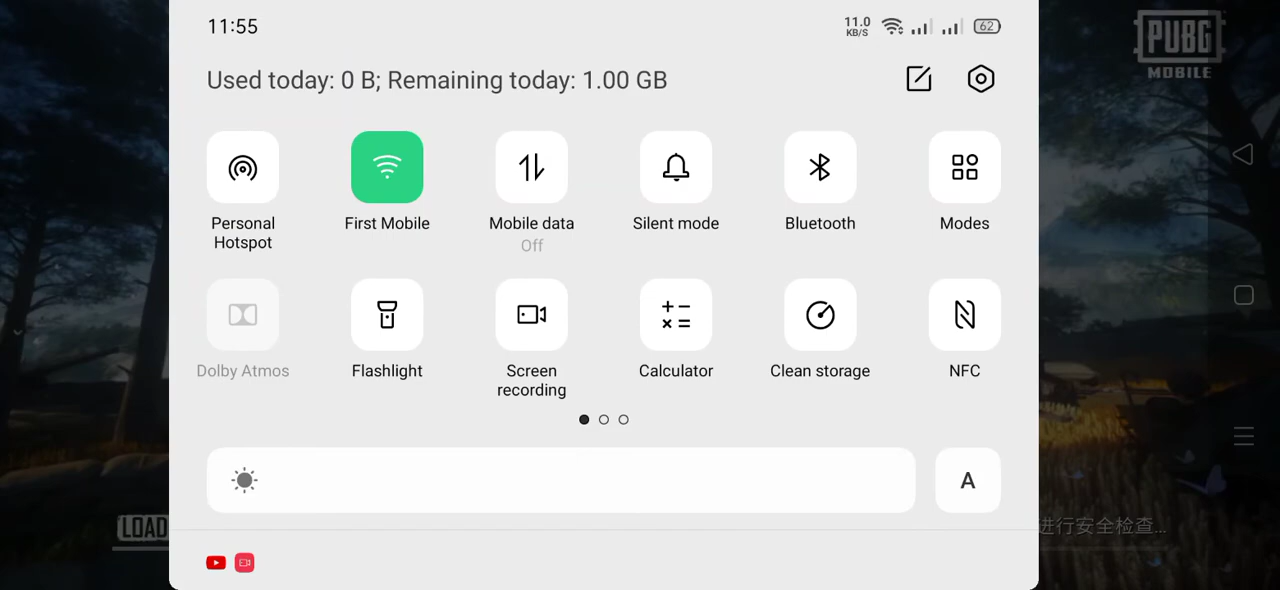 11:55
11.0
KB/S
62
PUBG
MOBILE
Used today: 0 B; Remaining today: 1.00 GB
Personal
Hotspot
First Mobile
Mobile data
Off
Silent mode
Bluetooth
Modes
Dolby Atmos
Flashlight
Screen
recording
Calculator
Clean storage
NFC
A
LOAD
进行安全检查...